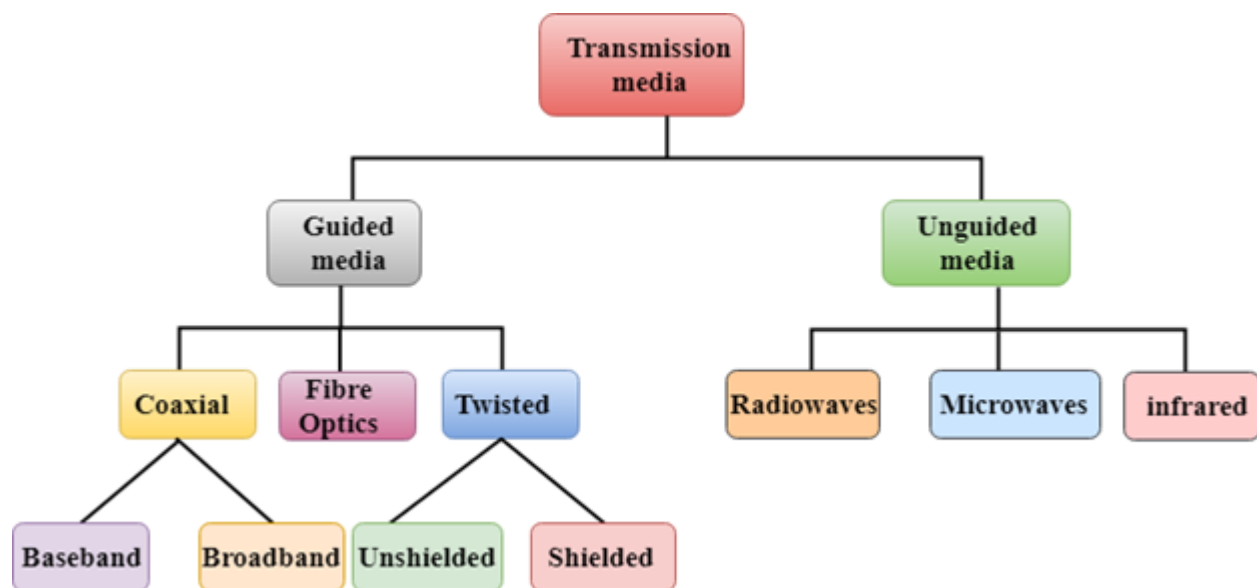 Transmission
media
Guided
media
Unguided
media
Coaxial
Fibre
Optics
Twisted
Radiowaves
Microwaves
infrared
Baseband
Broadband
Unshielded
Shielded